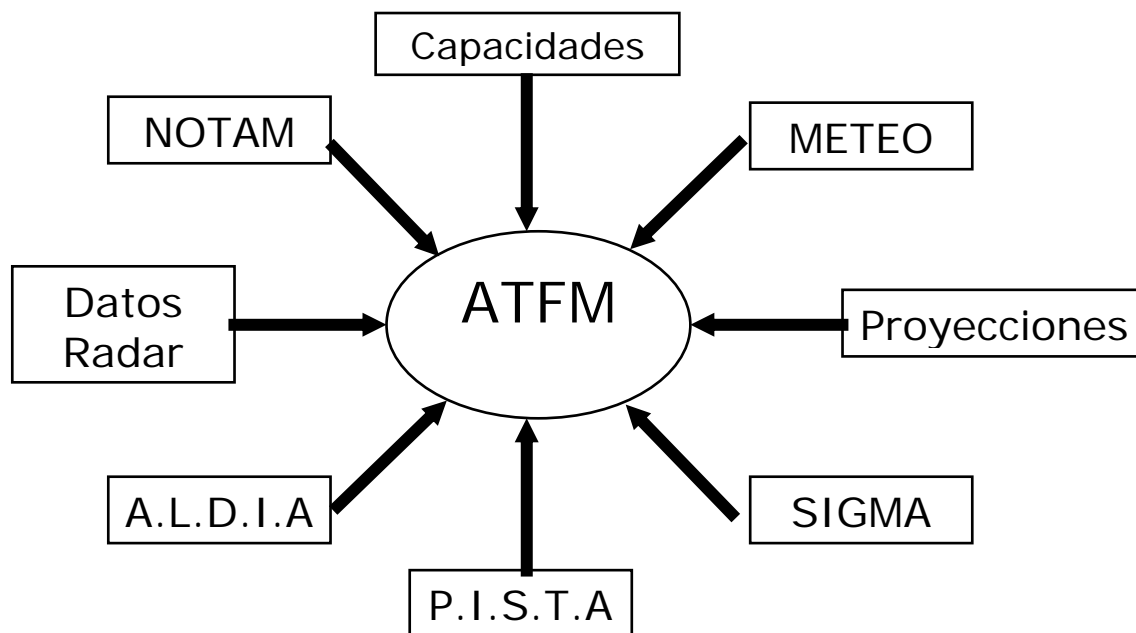 Capacidades
NOTAM
METEO
ATFM
Datos
Radar
Proyecciones
A.L.D.I.A
SIGMA
P.I.S.T.A